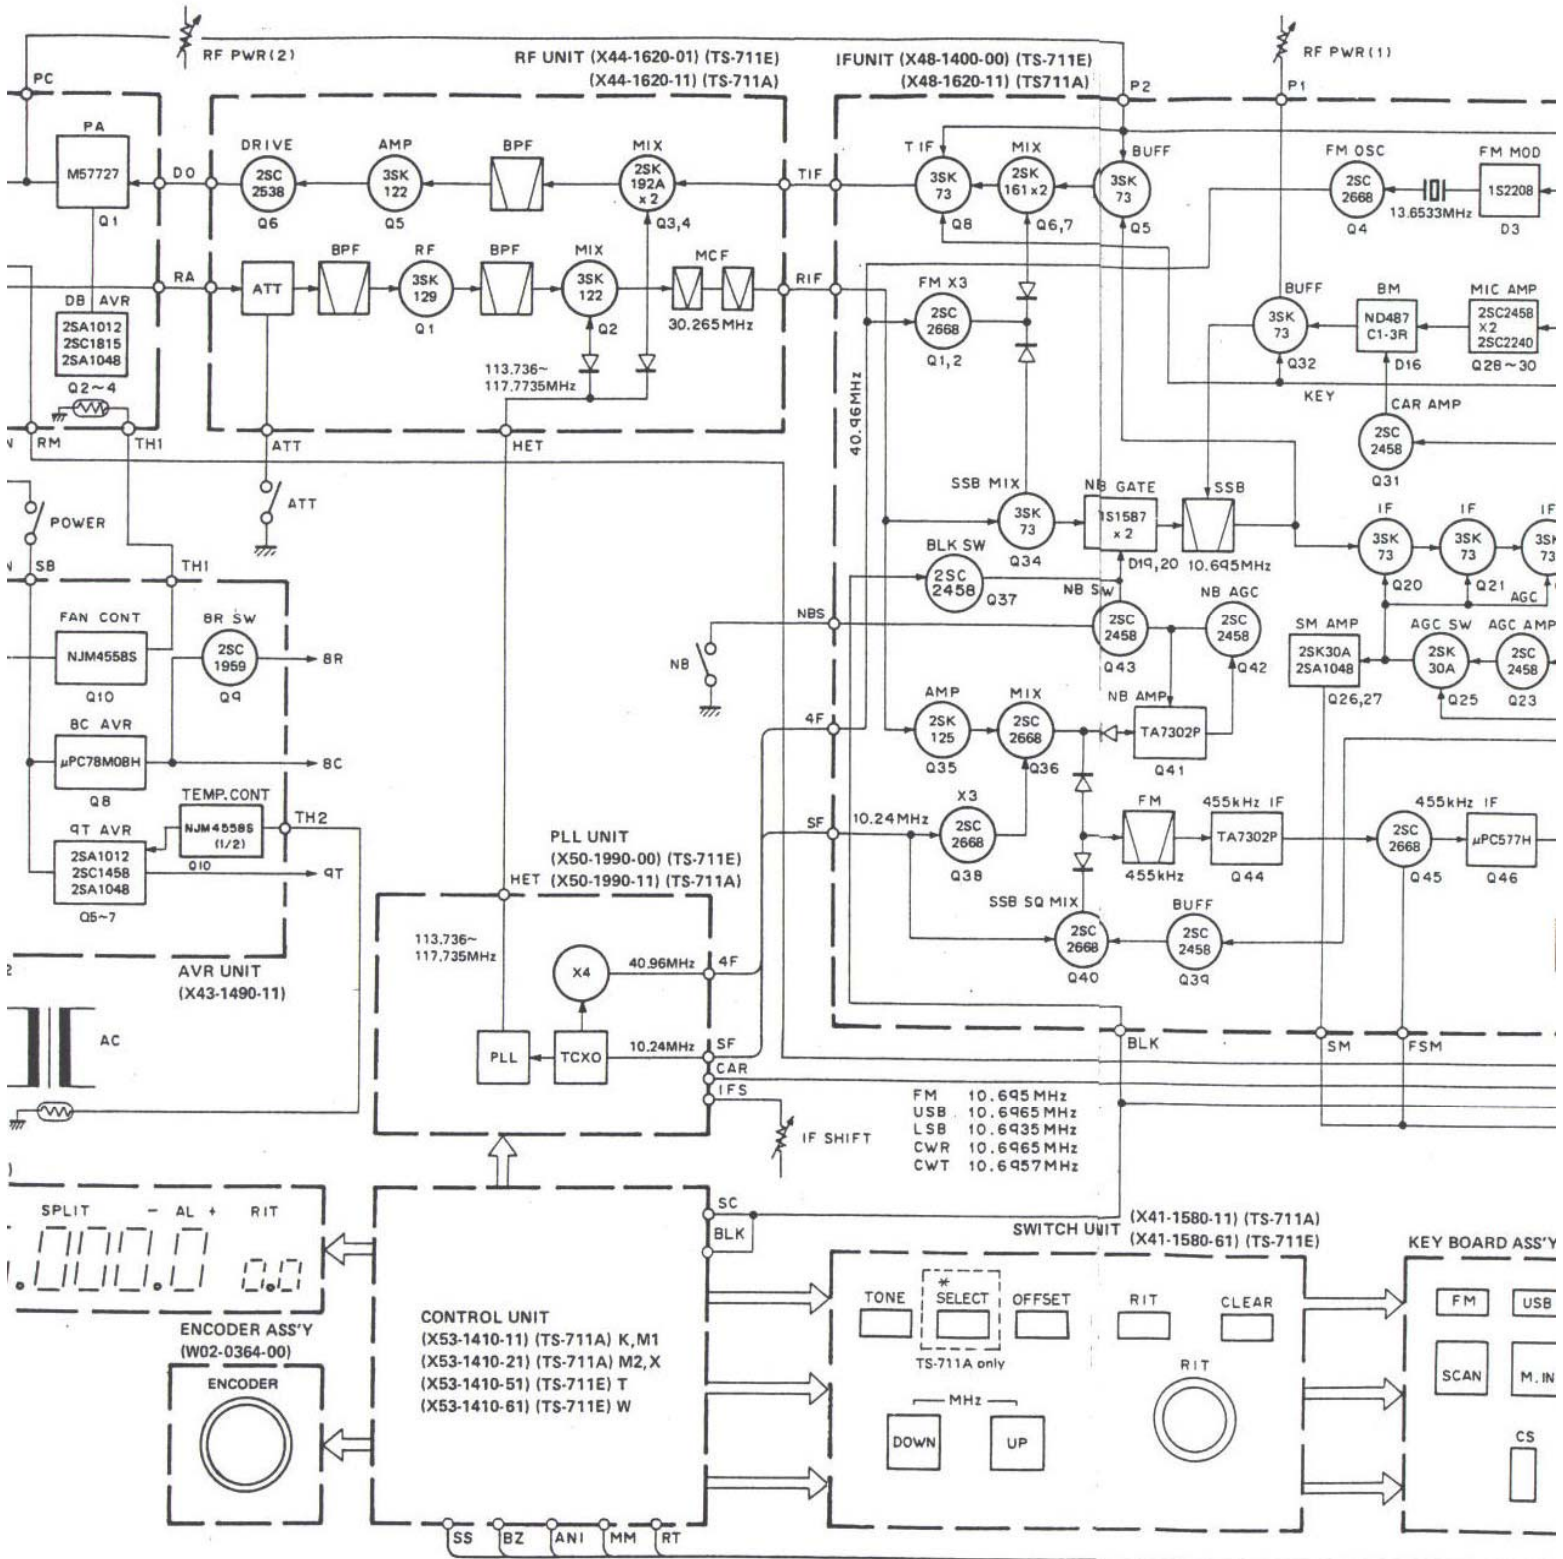 RF PWR(2)
RF UNIT (X44-1620-01) (TS-711E)
(X44-1620-11) (TS-711A)
IFUNIT (X48-1400-00) (TS-711E)
(X48-1620-11) (TS711A)
RF PWR(1)
PC
P2
P1
PA
M57727
Q1
DO
DRIVE
2SC
2538
Q6
AMP
3SK
122
Q5
BPF
MIX
2SK
192A
x2
Q3,4
TIF
T IF
3SK
73
Q8
MIX
2SK
161x2
Q6,7
BUFF
3SK
73
Q5
FM OSC
2SC
2668
Q4
13.6533MHz
FM MOD
1S2208
D3
RA
ATT
BPF
RF
3SK
129
Q1
BPF
MIX
3SK
122
Q2
MCF
30.265MHz
RIF
FM X3
2SC
2668
Q1,2
BUFF
3SK
73
Q32
BM
ND487
C1-3R
D16
MIC AMP
2SC2458
X2
2SC2240
Q28~30
DB AVR
2SA1012
2SC1815
2SA1048
Q2~4
113.736~
117.7735MHz
40.96MHz
KEY
CAR AMP
2SC
2458
Q31
N
RM
TH1
ATT
HET
ATT
POWER
N
SB
TH1
SSB MIX
3SK
73
Q34
NB GATE
1S1587
x2
D19,20
SSB
10.695MHz
IF
3SK
73
Q20
IF
3SK
73
Q21
IF
3SK
73
AGC
BLK SW
2SC
2458
Q37
NB SW
2SC
2458
Q43
NB AGC
2SC
2458
Q42
NBS
NB
FAN CONT
NJM4558S
Q10
BR SW
2SC
1959
Q9
BR
SM AMP
2SK30A
2SA1048
Q26,27
AGC SW
2SK
30A
Q25
AGC AMP
2SC
2458
Q23
BC AVR
µPC78M08H
Q8
BC
4F
AMP
2SK
125
Q35
MIX
2SC
2668
Q36
NB AMP
TA7302P
Q41
TEMP.CONT
NJM4558S
(1/2)
Q10
TH2
9T AVR
2SA1012
2SC1458
2SA1048
Q5~7
9T
SF
10.24MHz
X3
2SC
2668
Q38
FM
455kHz
455kHz IF
TA7302P
Q44
455kHz IF
2SC
2668
Q45
µPC577H
Q46
PLL UNIT
(X50-1990-00) (TS-711E)
(X50-1990-11) (TS-711A)
HET
SSB SQ MIX
2SC
2668
Q40
BUFF
2SC
2458
Q39
113.736~
117.735MHz
X4
40.96MHz
4F
PLL
TCXO
10.24MHz
SF
CAR
IFS
AVR UNIT
(X43-1490-11)
AC
BLK
SM
FSM
IF SHIFT
FM 10.695MHz
USB 10.6965MHz
LSB 10.6935MHz
CWR 10.6965MHz
CWT 10.6957MHz
SPLIT - AL + RIT
SC
BLK
SWITCH UNIT
(X41-1580-11) (TS-711A)
(X41-1580-61) (TS-711E)
KEY BOARD ASS'Y
TONE
*
SELECT
OFFSET
RIT
CLEAR
TS-711A only
RIT
MHz
DOWN
UP
FM
USB
SCAN
M.IN
CS
ENCODER ASS'Y
(W02-0364-00)
ENCODER
CONTROL UNIT
(X53-1410-11) (TS-711A) K,M1
(X53-1410-21) (TS-711A) M2,X
(X53-1410-51) (TS-711E) T
(X53-1410-61) (TS-711E) W
SS
BZ
ANI
MM
RT